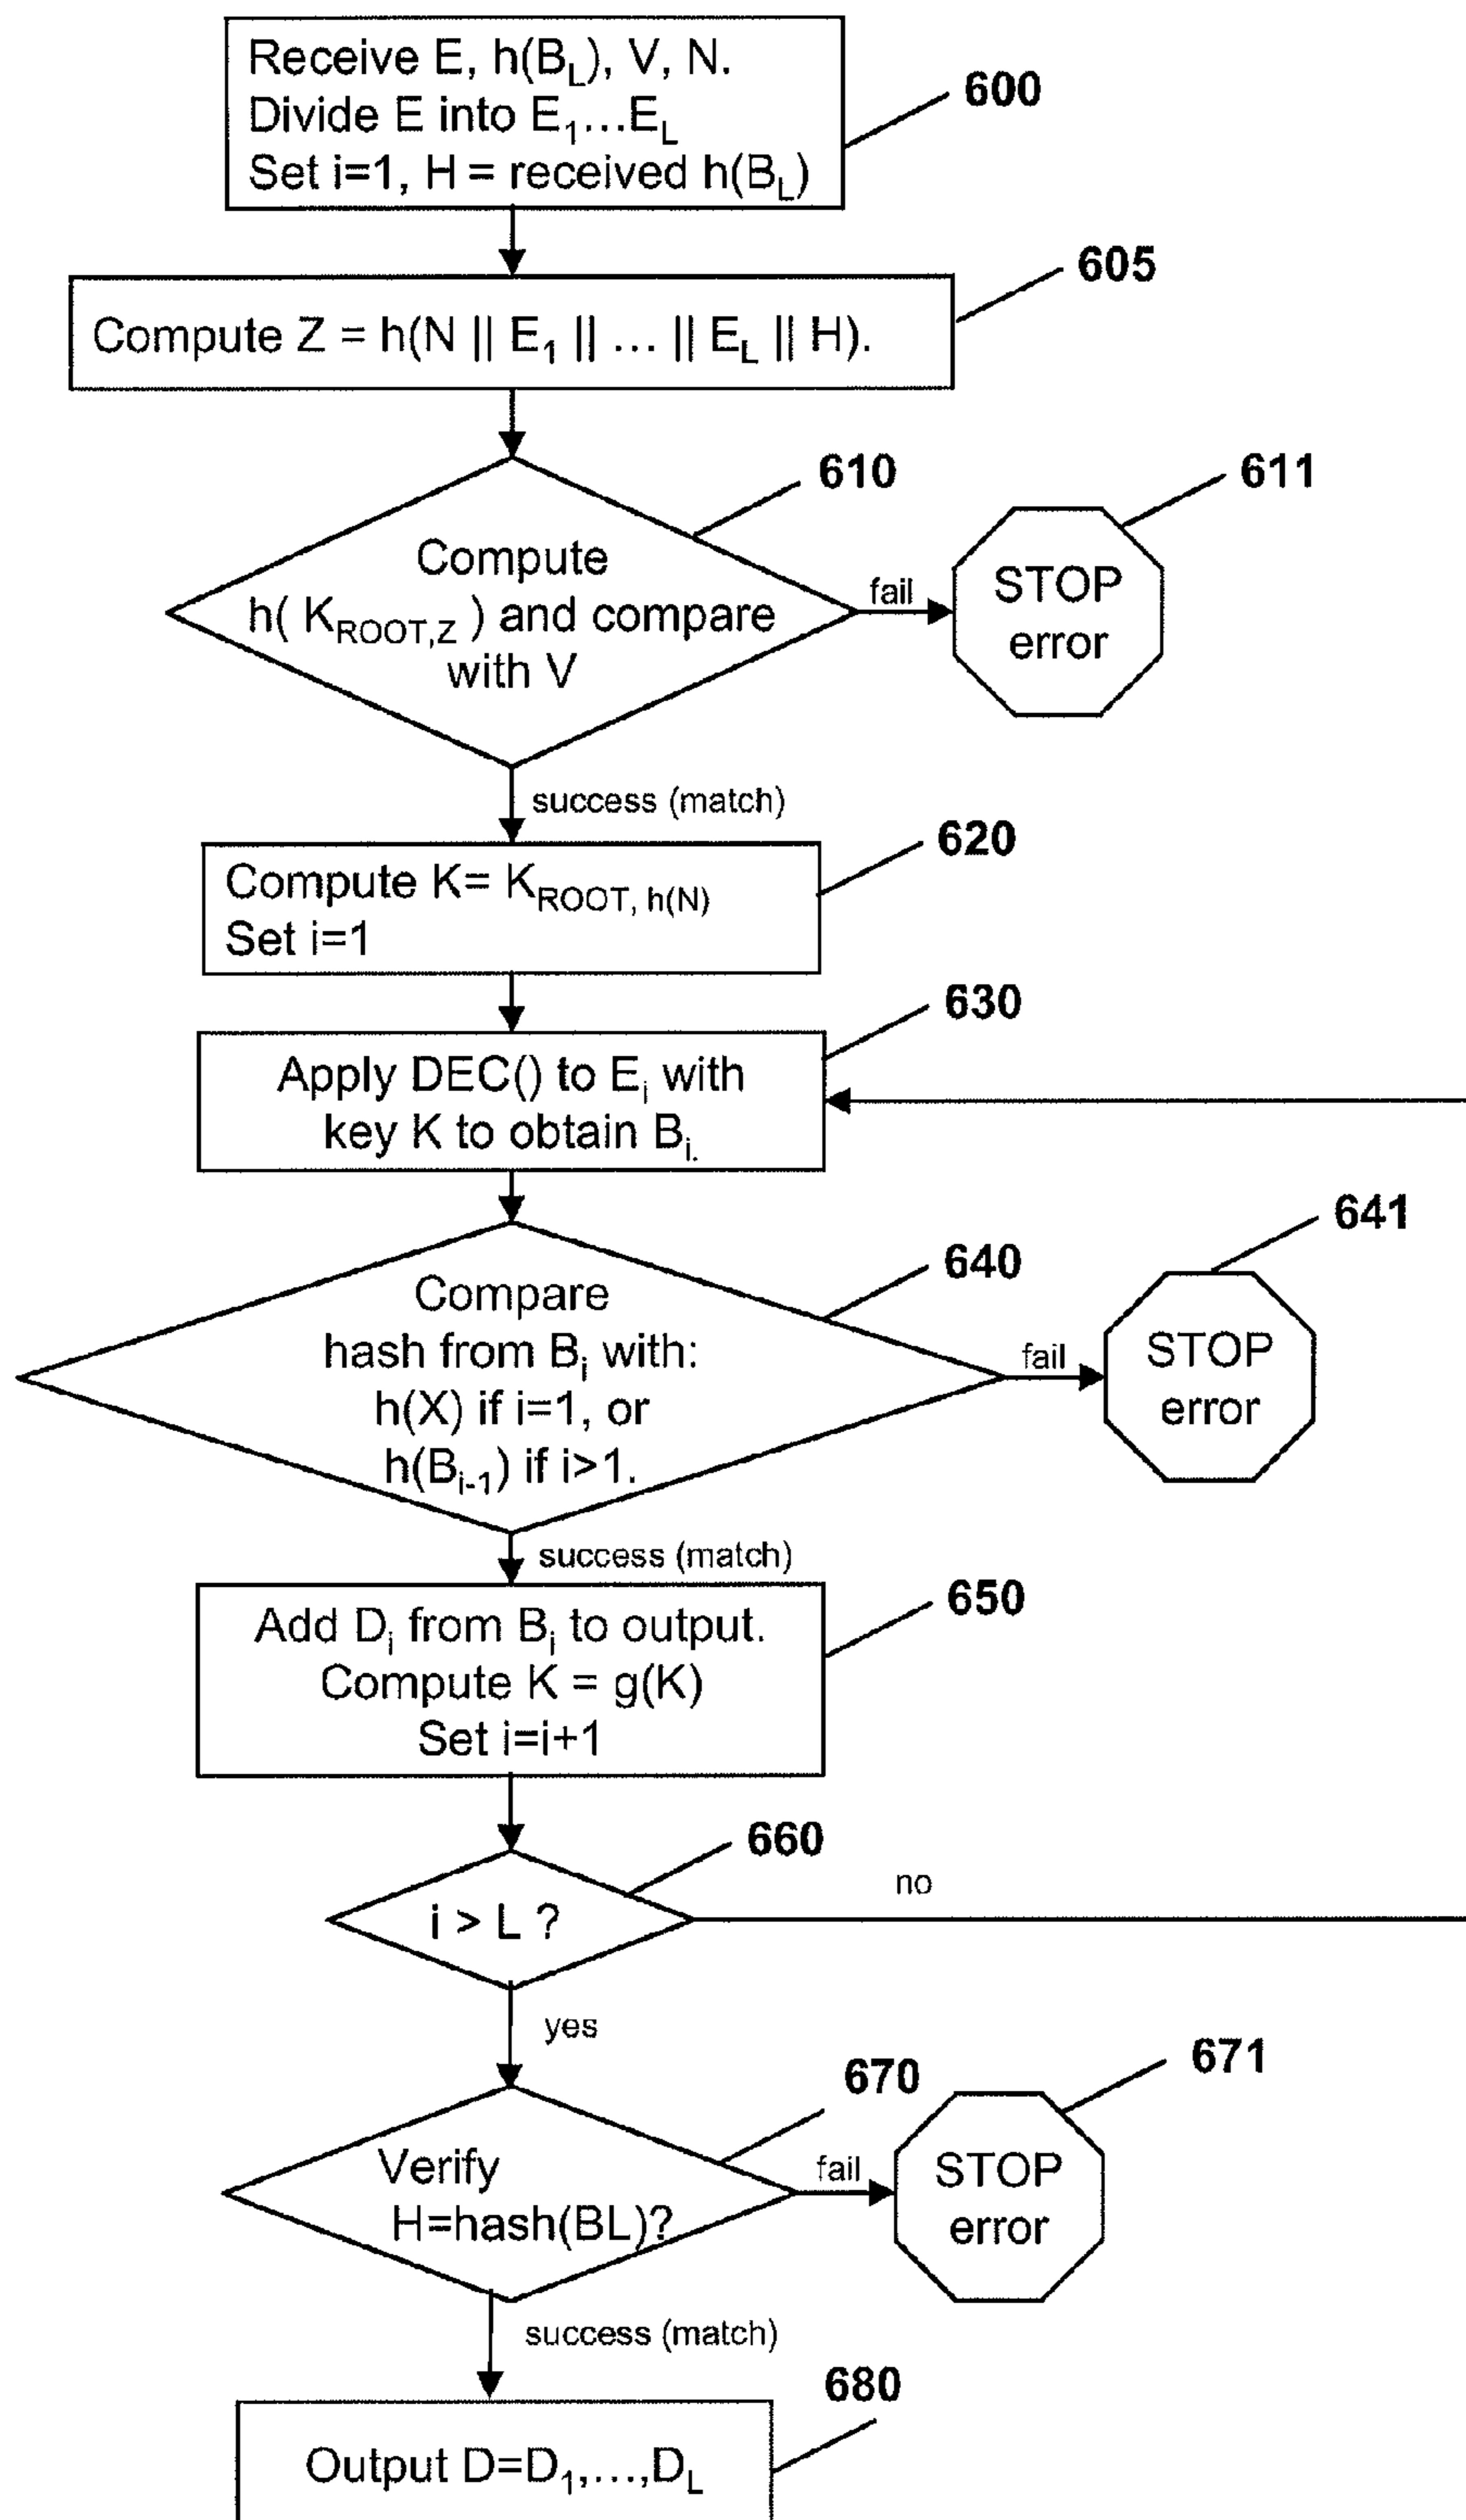 Receive E, h(B_L), V, N.
Divide E into E_1...E_L
Set i=1, H = received h(B_L)
600
Compute Z = h(N || E_1 || ... || E_L || H).
605
Compute
h( K_ROOT,Z ) and compare
with V
610
fail
STOP
error
611
success (match)
Compute K= K_ROOT, h(N)
Set i=1
620
Apply DEC() to E_i with
key K to obtain B_i.
630
Compare
hash from B_i with:
h(X) if i=1, or
h(B_i-1) if i>1.
640
fail
STOP
error
641
success (match)
Add D_i from B_i to output.
Compute K = g(K)
Set i=i+1
650
i > L ?
660
no
yes
Verify
H=hash(BL)?
670
fail
STOP
error
671
success (match)
Output D=D_1,...,D_L
680